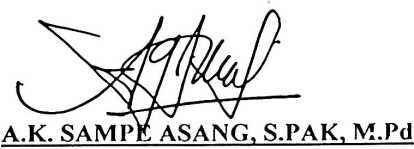 A.K. SAMPE ASANG, S.PAK, M.Pd